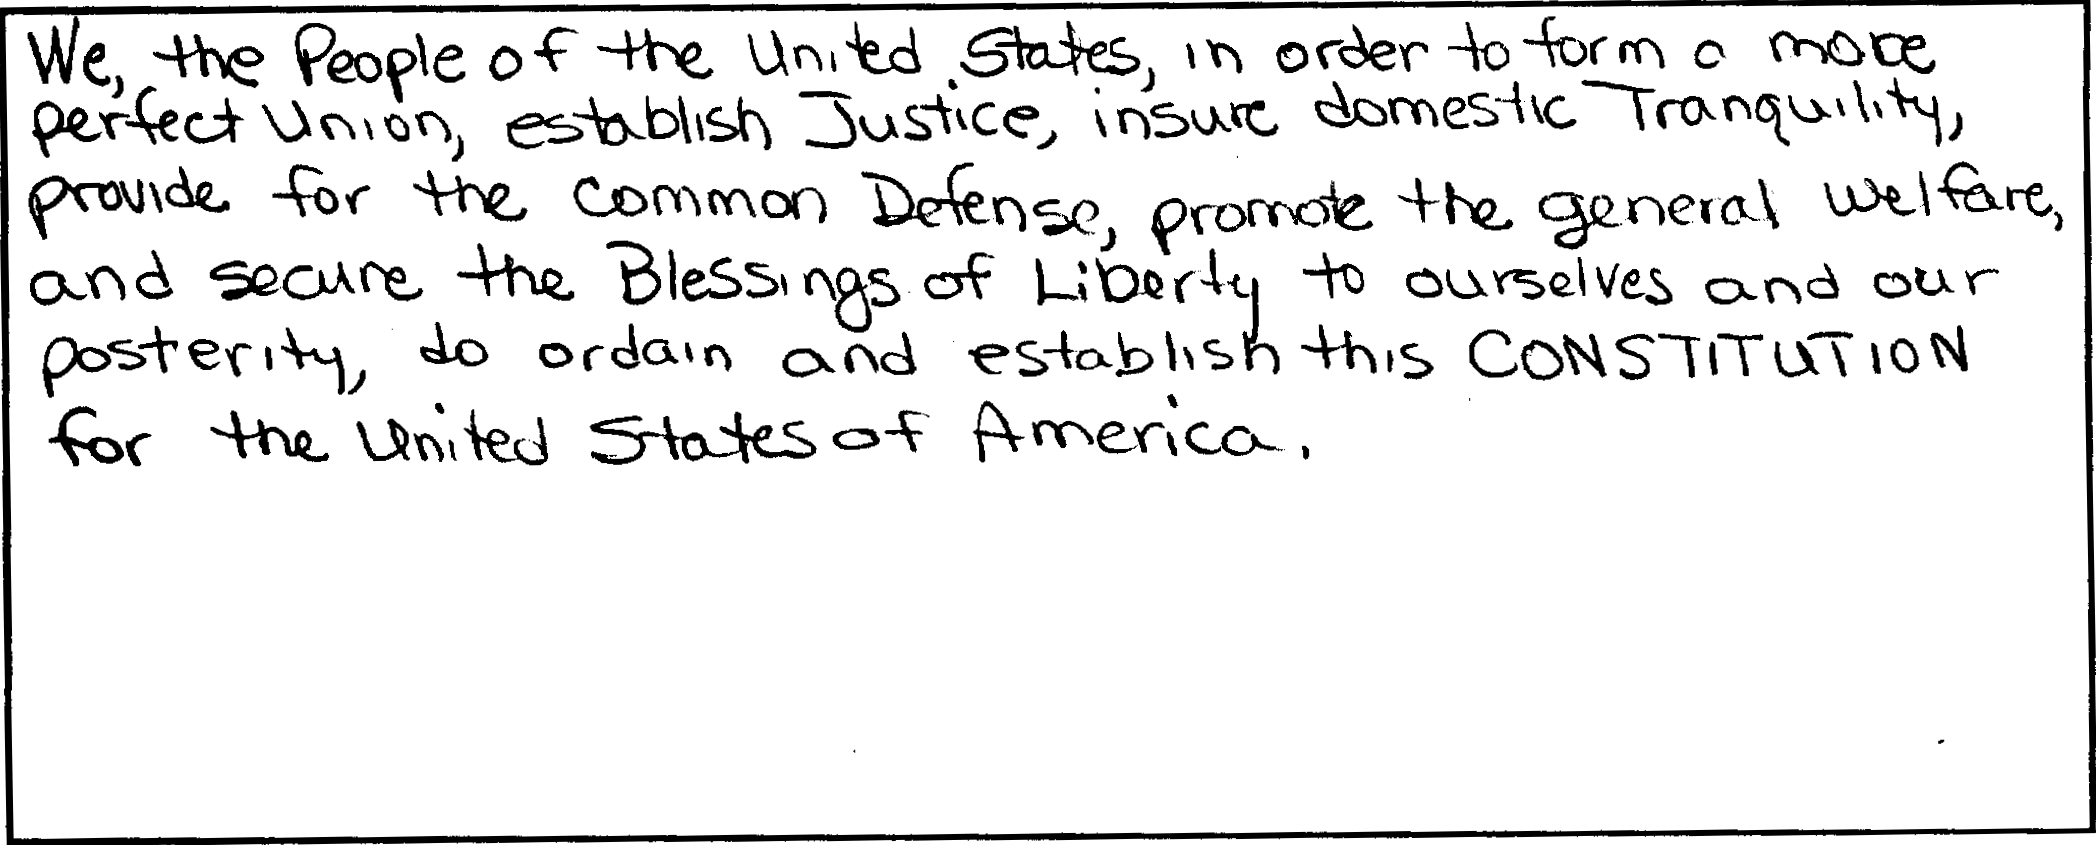 We, the People of the United States, in order to form a more
perfect Union, establish Justice, insure domestic Tranquility,
provide for the common Defense, promote the general welfare,
and secure the Blessings of Liberty to ourselves and our
posterity, do ordain and establish this CONSTITUTION
for the United States of America.